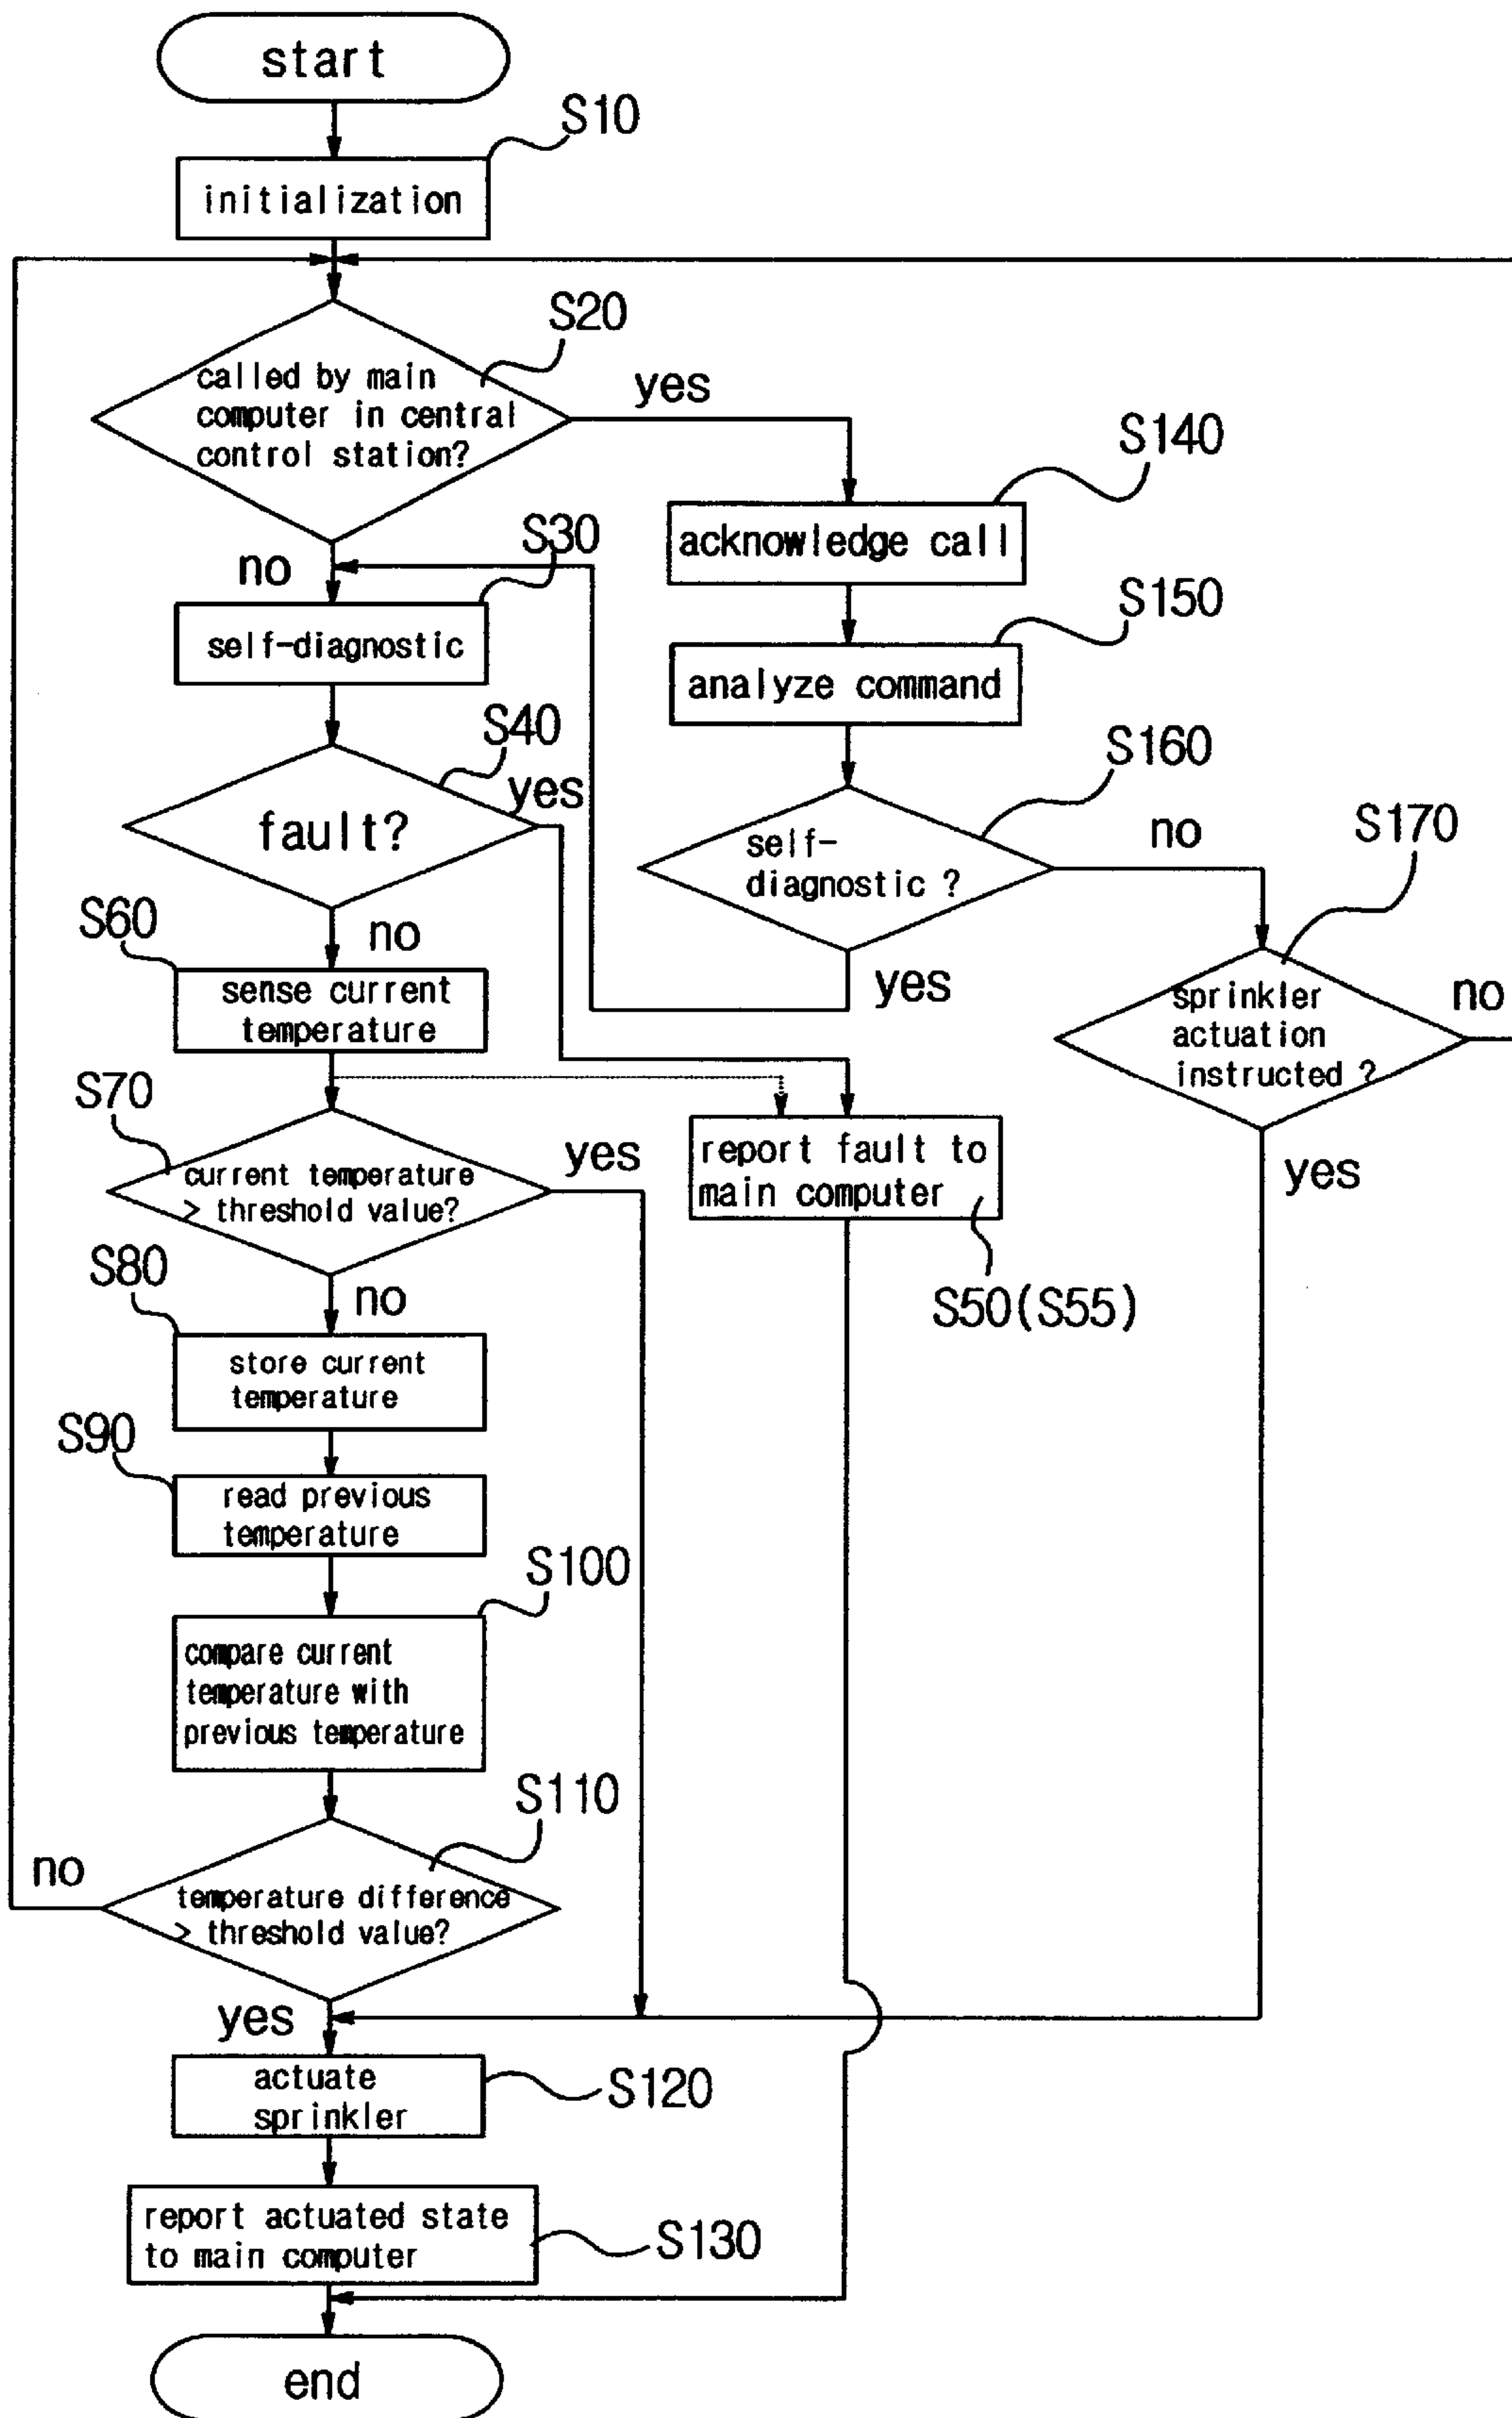 start
S10
initialization
S20
called by main
computer in central
control station?
yes
S140
acknowledge call
no
S30
self-diagnostic
S150
analyze command
S40
yes
fault?
S160
self-
diagnostic ?
no
S170
yes
sprinkler
actuation
instructed ?
no
S60
no
sense current
temperature
S70
current temperature
> threshold value?
yes
report fault to
main computer
S50(S55)
yes
S80
no
store current
temperature
S90
read previous
temperature
S100
compare current
temperature with
previous temperature
S110
no
temperature difference
> threshold value?
yes
actuate
sprinkler
S120
report actuated state
to main computer
S130
end